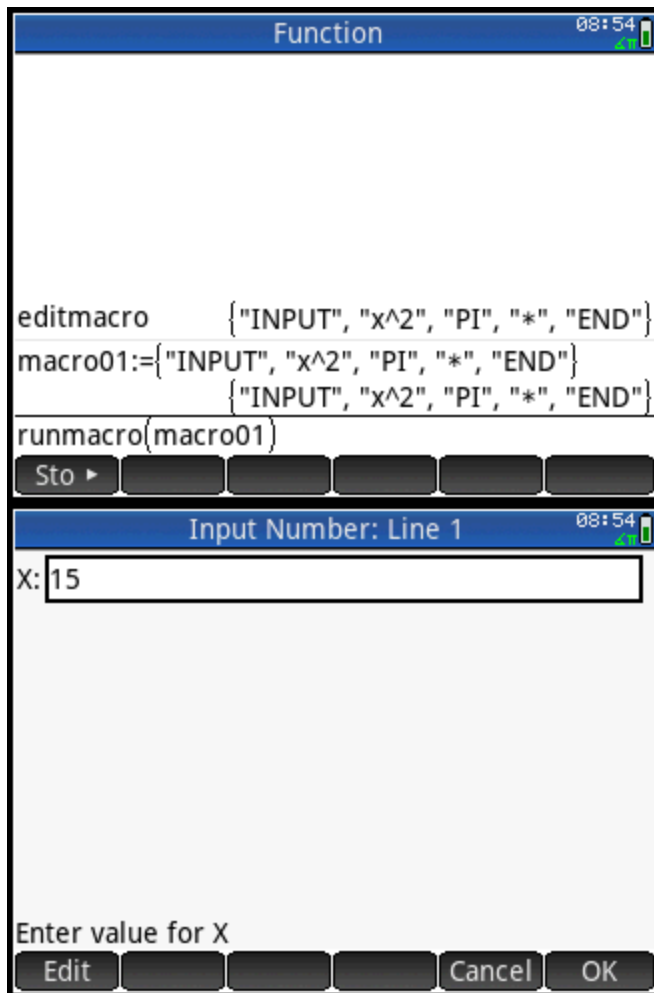 Function 08:54
∡π
editmacro {"INPUT", "x^2", "PI", "*", "END"}
macro01:={"INPUT", "x^2", "PI", "*", "END"}
{"INPUT", "x^2", "PI", "*", "END"}
runmacro(macro01)
Sto ►
Input Number: Line 1 08:54
∡π
X: 15
Enter value for X
Edit Cancel OK